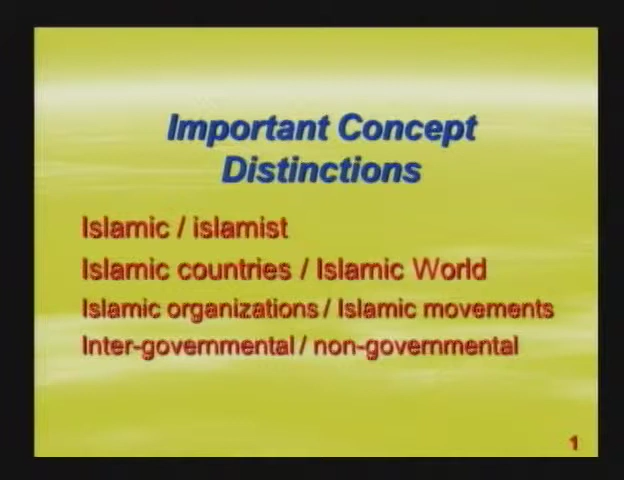 Important Concept
Distinctions
Islamic / islamist
Islamic countries / Islamic World
Islamic organizations / Islamic movements
Inter-governmental / non-governmental
1